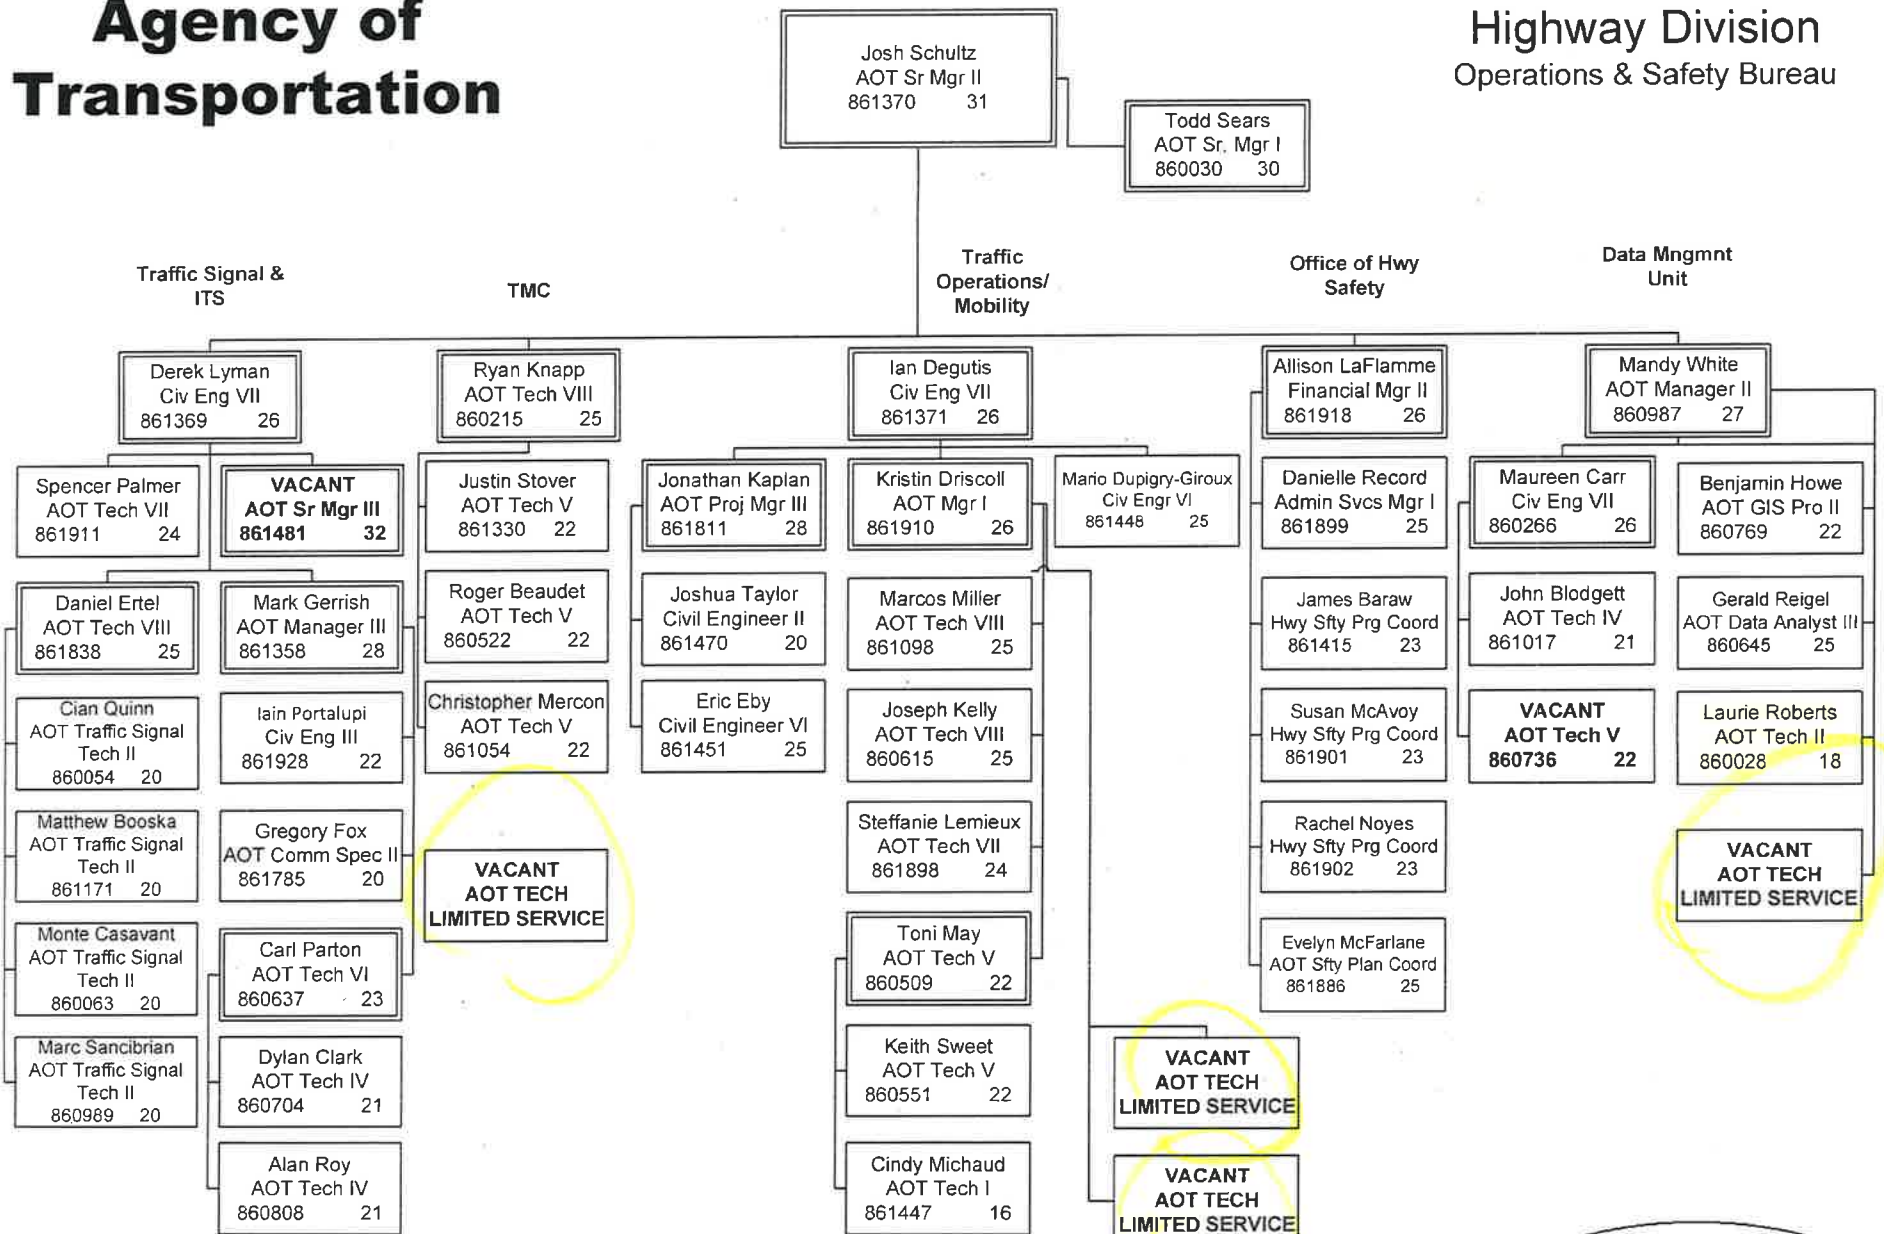 Agency of
Transportation
Highway Division
Operations & Safety Bureau
Josh Schultz
AOT Sr Mgr II
861370 31
Todd Sears
AOT Sr. Mgr I
860030 30
Traffic Signal &
ITS
TMC
Traffic
Operations/
Mobility
Office of Hwy
Safety
Data Mngmnt
Unit
Derek Lyman
Civ Eng VII
861369 26
Ryan Knapp
AOT Tech VIII
860215 25
Ian Degutis
Civ Eng VII
861371 26
Allison LaFlamme
Financial Mgr II
861918 26
Mandy White
AOT Manager II
860987 27
Spencer Palmer
AOT Tech VII
861911 24
VACANT
AOT Sr Mgr III
861481 32
Justin Stover
AOT Tech V
861330 22
Jonathan Kaplan
AOT Proj Mgr III
861811 28
Kristin Driscoll
AOT Mgr I
861910 26
Mario Dupigry-Giroux
Civ Engr VI
861448 25
Danielle Record
Admin Svcs Mgr I
861899 25
Maureen Carr
Civ Eng VII
860266 26
Benjamin Howe
AOT GIS Pro II
860769 22
Daniel Ertel
AOT Tech VIII
861838 25
Mark Gerrish
AOT Manager III
861358 28
Roger Beaudet
AOT Tech V
860522 22
Joshua Taylor
Civil Engineer II
861470 20
Marcos Miller
AOT Tech VIII
861098 25
James Baraw
Hwy Sfty Prg Coord
861415 23
John Blodgett
AOT Tech IV
861017 21
Gerald Reigel
AOT Data Analyst III
860645 25
Cian Quinn
AOT Traffic Signal
Tech II
860054 20
Iain Portalupi
Civ Eng III
861928 22
Christopher Mercon
AOT Tech V
861054 22
Eric Eby
Civil Engineer VI
861451 25
Joseph Kelly
AOT Tech VIII
860615 25
Susan McAvoy
Hwy Sfty Prg Coord
861901 23
VACANT
AOT Tech V
860736 22
Laurie Roberts
AOT Tech II
860028 18
Matthew Booska
AOT Traffic Signal
Tech II
861171 20
Gregory Fox
AOT Comm Spec II
861785 20
VACANT
AOT TECH
LIMITED SERVICE
Steffanie Lemieux
AOT Tech VII
861898 24
Rachel Noyes
Hwy Sfty Prg Coord
861902 23
VACANT
AOT TECH
LIMITED SERVICE
Monte Casavant
AOT Traffic Signal
Tech II
860063 20
Carl Parton
AOT Tech VI
860637 23
Toni May
AOT Tech V
860509 22
Evelyn McFarlane
AOT Sfty Plan Coord
861886 25
Marc Sancibrian
AOT Traffic Signal
Tech II
860989 20
Dylan Clark
AOT Tech IV
860704 21
Keith Sweet
AOT Tech V
860551 22
VACANT
AOT TECH
LIMITED SERVICE
Alan Roy
AOT Tech IV
860808 21
Cindy Michaud
AOT Tech I
861447 16
VACANT
AOT TECH
LIMITED SERVICE